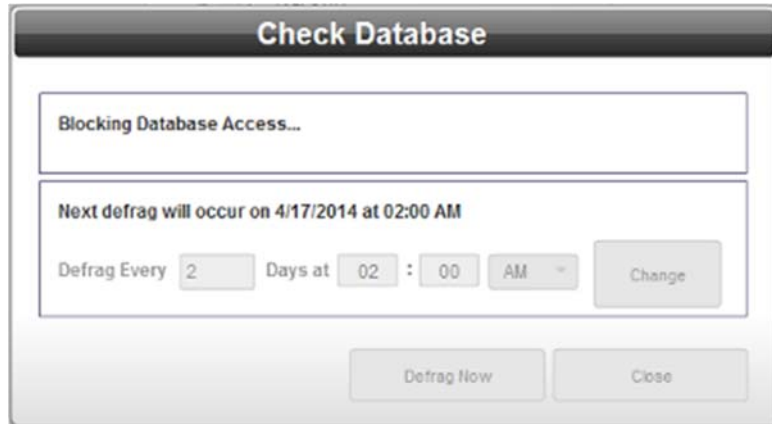 Check Database
Blocking Database Access...
Next defrag will occur on 4/17/2014 at 02:00 AM
Defrag Every 2 Days at 02 : 00 AM Change
Defrag Now Close